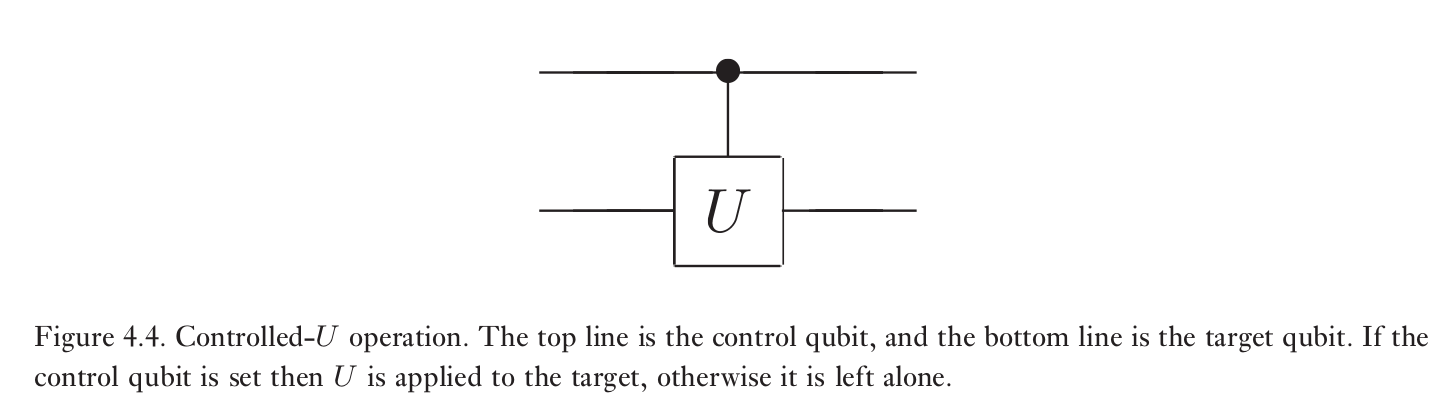 U
Figure 4.4. Controlled-U operation. The top line is the control qubit, and the bottom line is the target qubit. If the
control qubit is set then U is applied to the target, otherwise it is left alone.